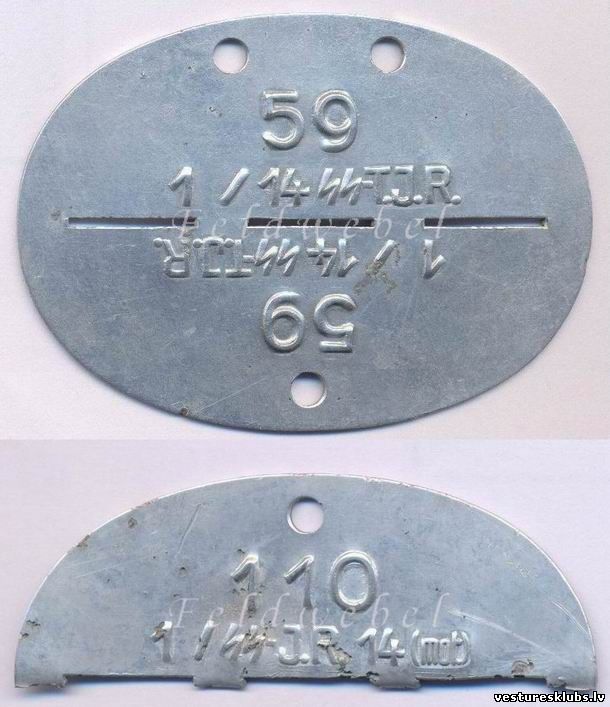 59
1 / 14 ᛋᛋ-T.J.R.
Feldwebel
1 / 14 ᛋᛋ-T.J.R.
59
110
Feldwebel
1 / ᛋᛋ-J.R. 14 (mot)
vesturesklubs.lv